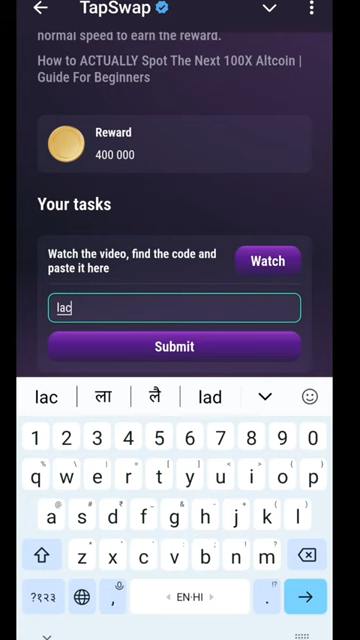 TapSwap
normal speed to earn the reward.
How to ACTUALLY Spot The Next 100X Altcoin |
Guide For Beginners
Reward
400 000
Your tasks
Watch the video, find the code and
paste it here
Watch
lac
Submit
lac ला लै lad
1 2 3 4 5 6 7 8 9 0
q w e r t y u i o p
% \ | = [ ] < > { }
a s d f g h j k l
@ # ₹ _ & - + ( )
z x c v b n m
* " ' : ; ! ?
?१२३ , EN·HI . !?